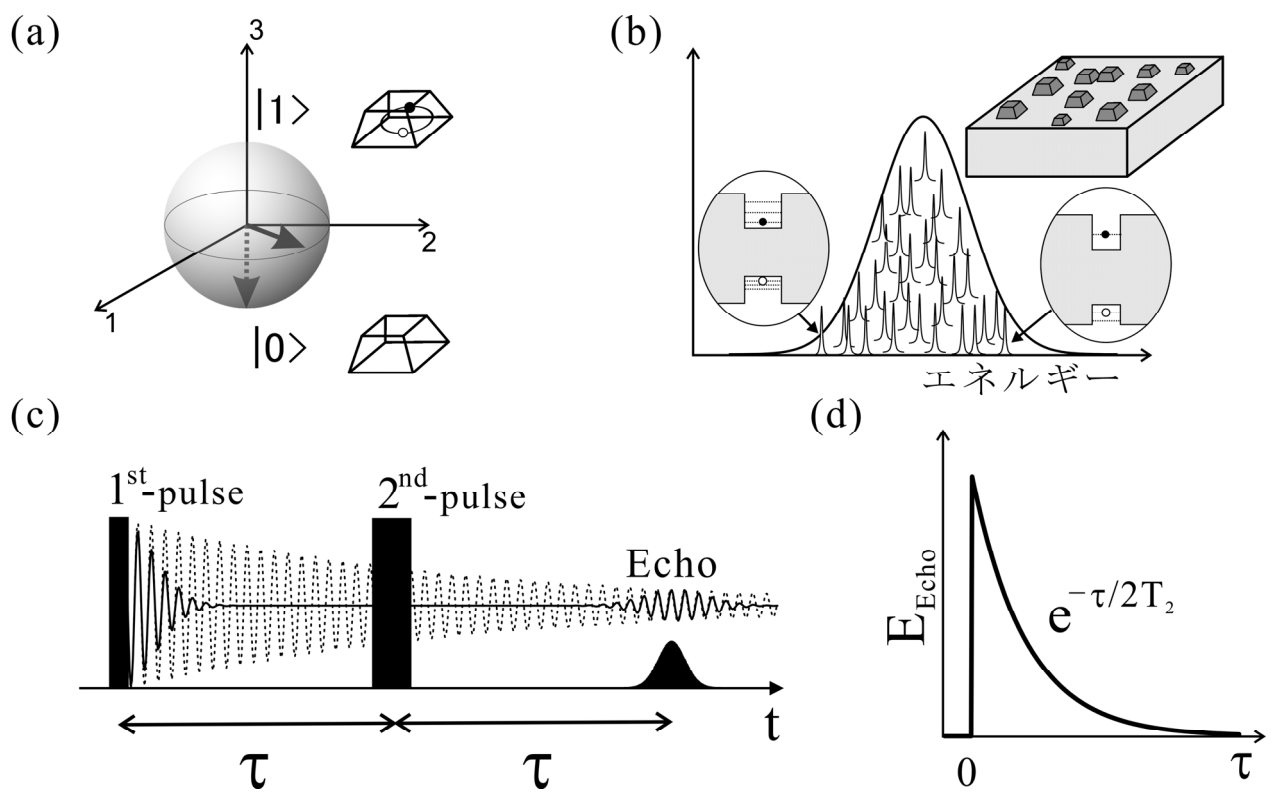 (a)
3
|1>
2
1
|0>
(b)
エネルギー
(c)
1st-pulse
2nd-pulse
Echo
t
τ
τ
(d)
EEcho
e−τ/2T2
0
τ